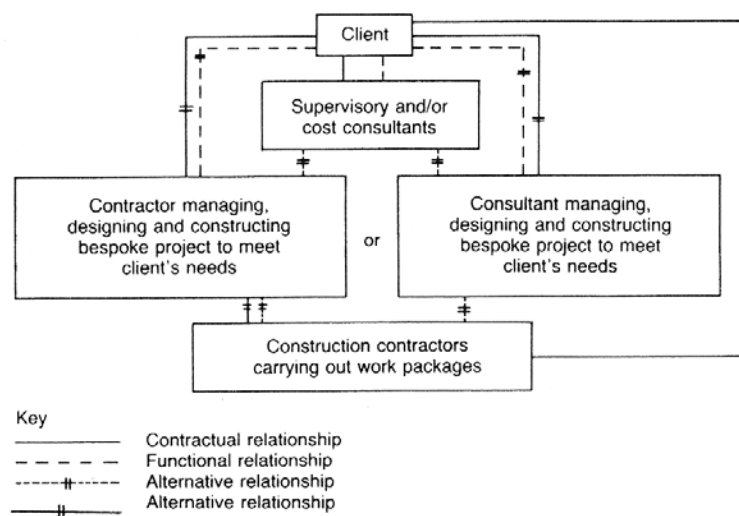 Client
Supervisory and/or
cost consultants
Contractor managing,
designing and constructing
bespoke project to meet
client's needs
or
Consultant managing,
designing and constructing
bespoke project to meet
client's needs
Construction contractors
carrying out work packages
Key
Contractual relationship
Functional relationship
Alternative relationship
Alternative relationship